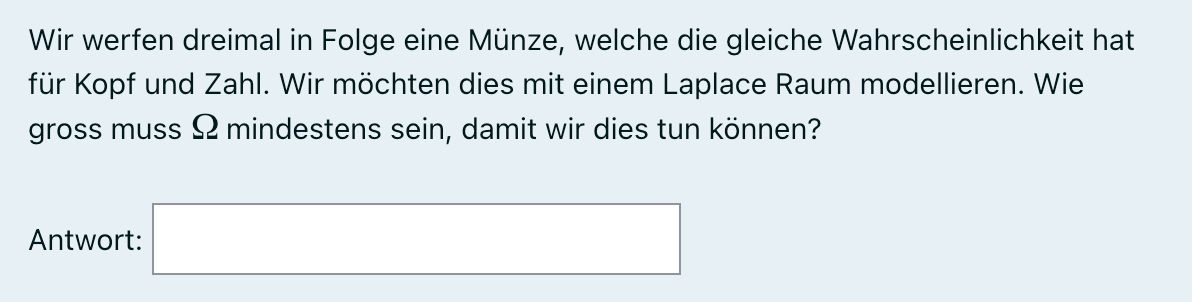 Wir werfen dreimal in Folge eine Münze, welche die gleiche Wahrscheinlichkeit hat
für Kopf und Zahl. Wir möchten dies mit einem Laplace Raum modellieren. Wie
gross muss Ω mindestens sein, damit wir dies tun können?
Antwort: